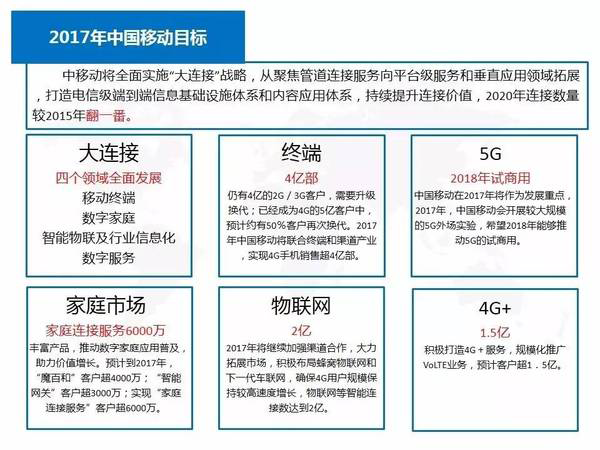 2017年中国移动目标
中移动将全面实施“大连接”战略，从聚焦管道连接服务向平台级服务和垂直应用领域拓展
，打造电信级端到端信息基础设施体系和内容应用体系，持续提升连接价值，2020年连接数量
较2015年翻一番。
大连接
四个领域全面发展
移动终端
数字家庭
智能物联及行业信息化
数字服务
终端
4亿部
仍有4亿的2G／3G客户，需要升级
换代；已经成为4G的5亿客户中，
预计约有50％客户再次换代。2017
年中国移动将联合终端和渠道产业
，实现4G手机销售超4亿部。
5G
2018年试商用
中国移动在2017年将作为发展重点，
2017年，中国移动会开展较大规模
的5G外场实验，希望2018年能够推
动5G的试商用。
家庭市场
家庭连接服务6000万
丰富产品，推动数字家庭应用普及，
助力价值增长。预计到2017年，
“魔百和”客户超4000万；“智能
网关”客户超3000万；实现“家庭
连接服务”客户超6000万。
物联网
2亿
2017年将继续加强渠道合作，大力
拓展市场，积极布局蜂窝物联网和
下一代车联网，确保4G用户规模保
持较高速度增长，物联网等智能连
接数达到2亿。
4G+
1.5亿
积极打造4G＋服务，规模化推广
VoLTE业务，预计客户超1．5亿。